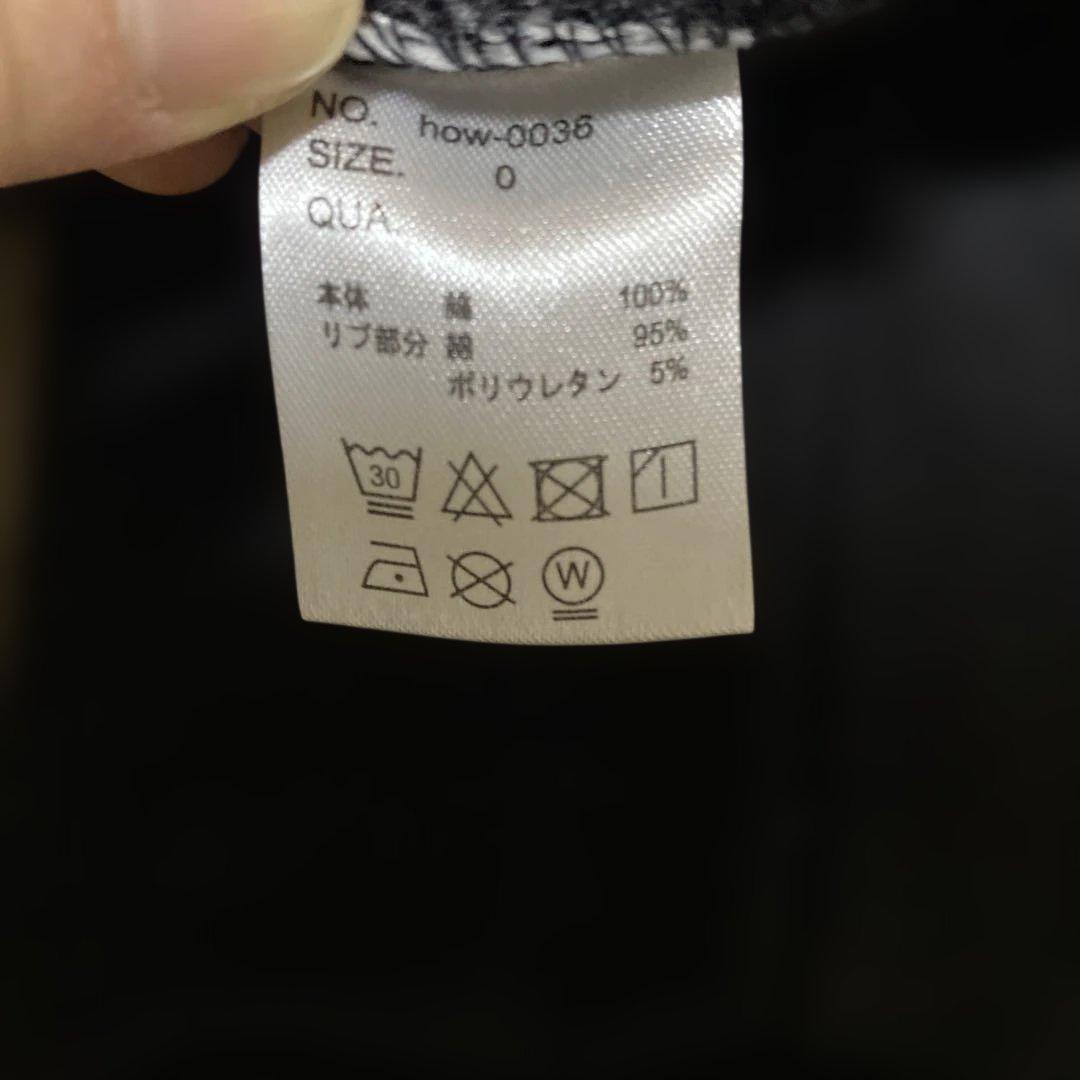 NO. how-0036
SIZE. 0
QUA.
本体 綿 100%
リブ部分 綿 95%
ポリウレタン 5%
30
W